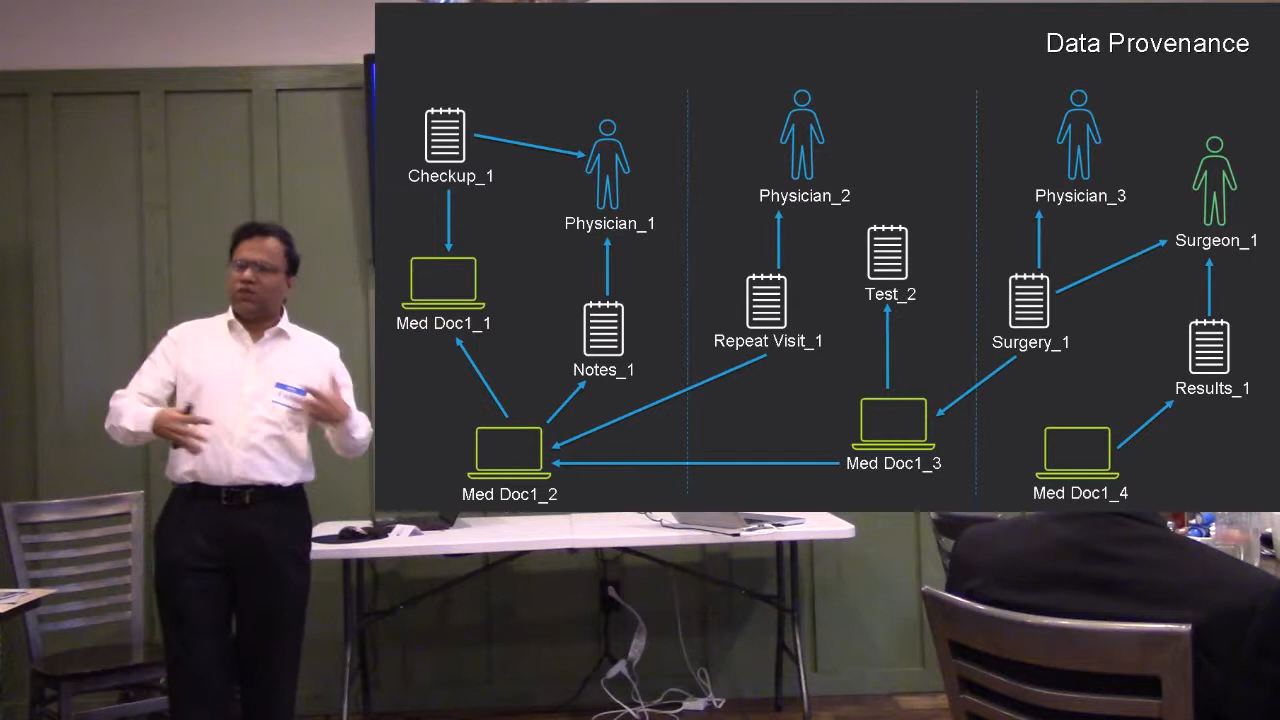 Data Provenance
Checkup_1
Physician_1
Physician_2
Physician_3
Surgeon_1
Med Doc1_1
Notes_1
Repeat Visit_1
Test_2
Surgery_1
Results_1
Med Doc1_2
Med Doc1_3
Med Doc1_4